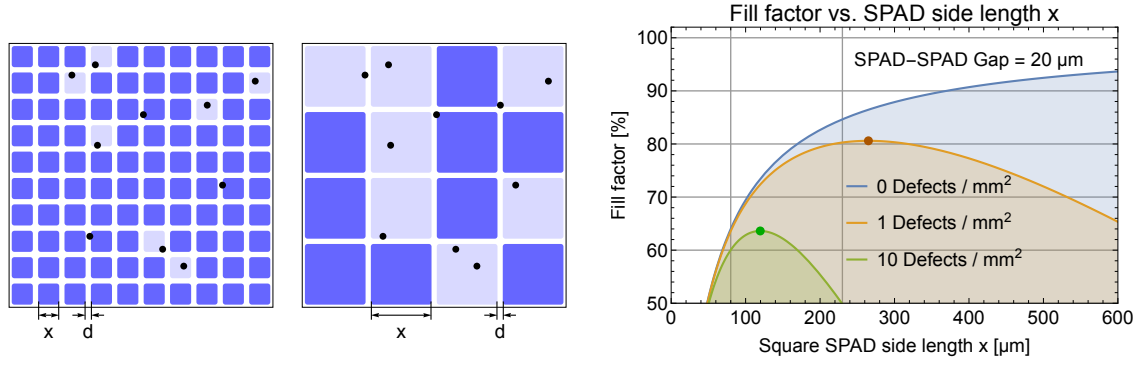 x
d
x
d
Fill factor vs. SPAD side length x
SPAD−SPAD Gap = 20 μm
Fill factor [%]
100
90
80
70
60
50
0 Defects / mm²
1 Defects / mm²
10 Defects / mm²
0
100
200
300
400
500
600
Square SPAD side length x [μm]